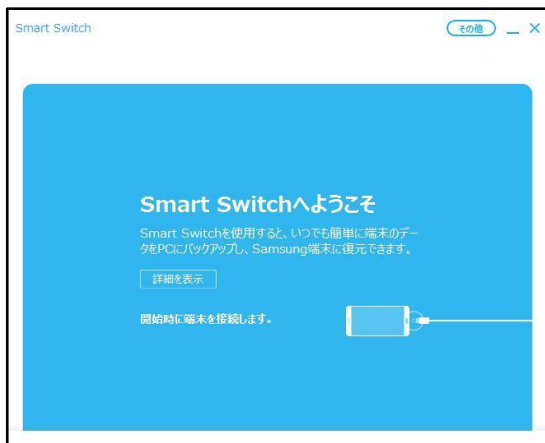 Smart Switch
その他
Smart Switchへようこそ
Smart Switchを使用すると、いつでも簡単に端末のデー
タをPCにバックアップし、Samsung端末に復元できます。
詳細を表示
開始時に端末を接続します。